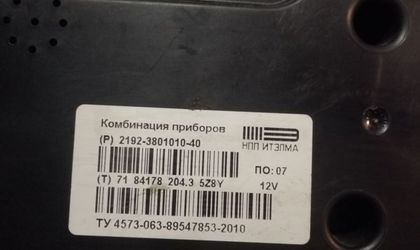 Комбинация приборов
(P) 2192-3801010-40
НПП ИТЭЛМА
ПО: 07
(T) 71 84178 204.3 5Z8Y
12V
ТУ 4573-063-89547853-2010